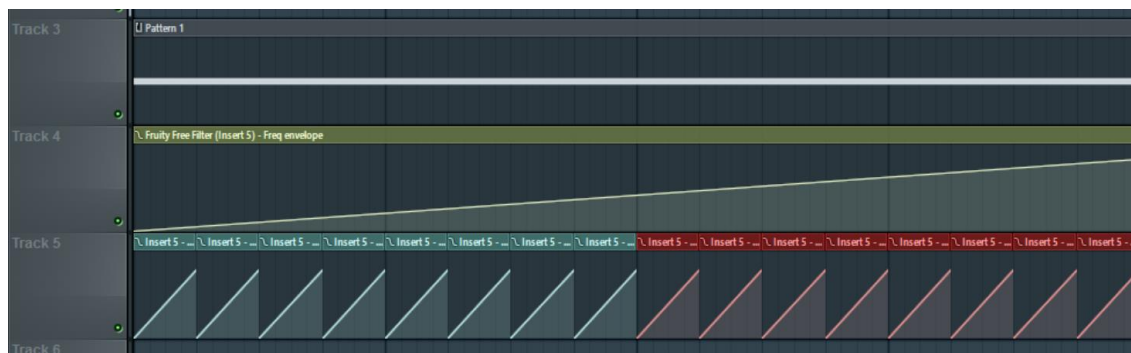 Track 3
Pattern 1
Track 4
Fruity Free Filter (Insert 5) - Freq envelope
Track 5
Insert 5 - ... Insert 5 - ... Insert 5 - ... Insert 5 - ... Insert 5 - ... Insert 5 - ... Insert 5 - ... Insert 5 - ... Insert 5 - ... Insert 5 - ... Insert 5 - ... Insert 5 - ... Insert 5 - ... Insert 5 - ... Insert 5 - ... Insert 5 -
Track 6